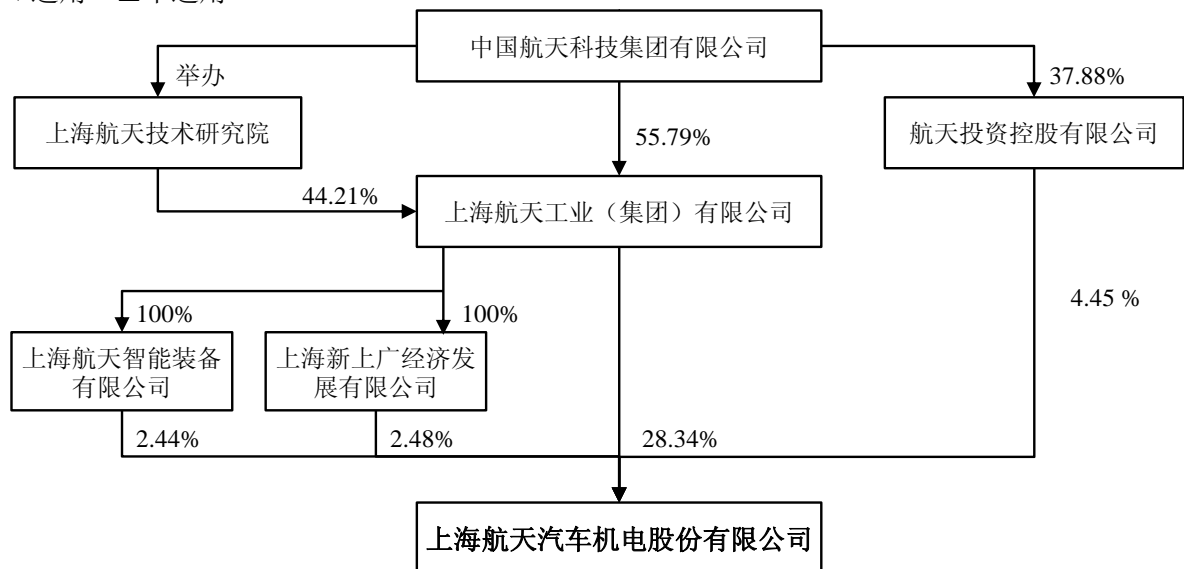 中国航天科技集团有限公司
举办
37.88%
上海航天技术研究院
55.79%
航天投资控股有限公司
44.21%
上海航天工业（集团）有限公司
4.45 %
100%
100%
上海航天智能装备
有限公司
上海新上广经济发
展有限公司
2.44%
2.48%
28.34%
上海航天汽车机电股份有限公司